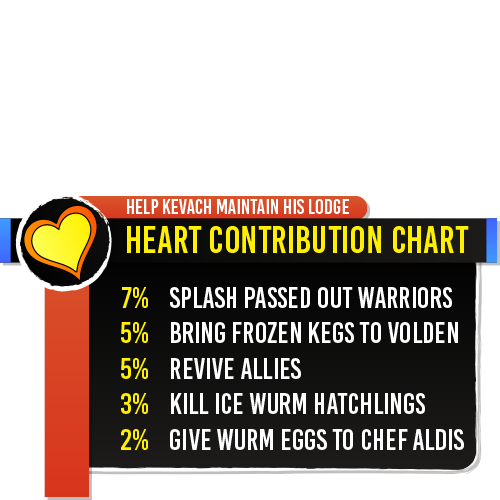 HELP KEVACH MAINTAIN HIS LODGE
HEART CONTRIBUTION CHART
7% SPLASH PASSED OUT WARRIORS
5% BRING FROZEN KEGS TO VOLDEN
5% REVIVE ALLIES
3% KILL ICE WURM HATCHLINGS
2% GIVE WURM EGGS TO CHEF ALDIS